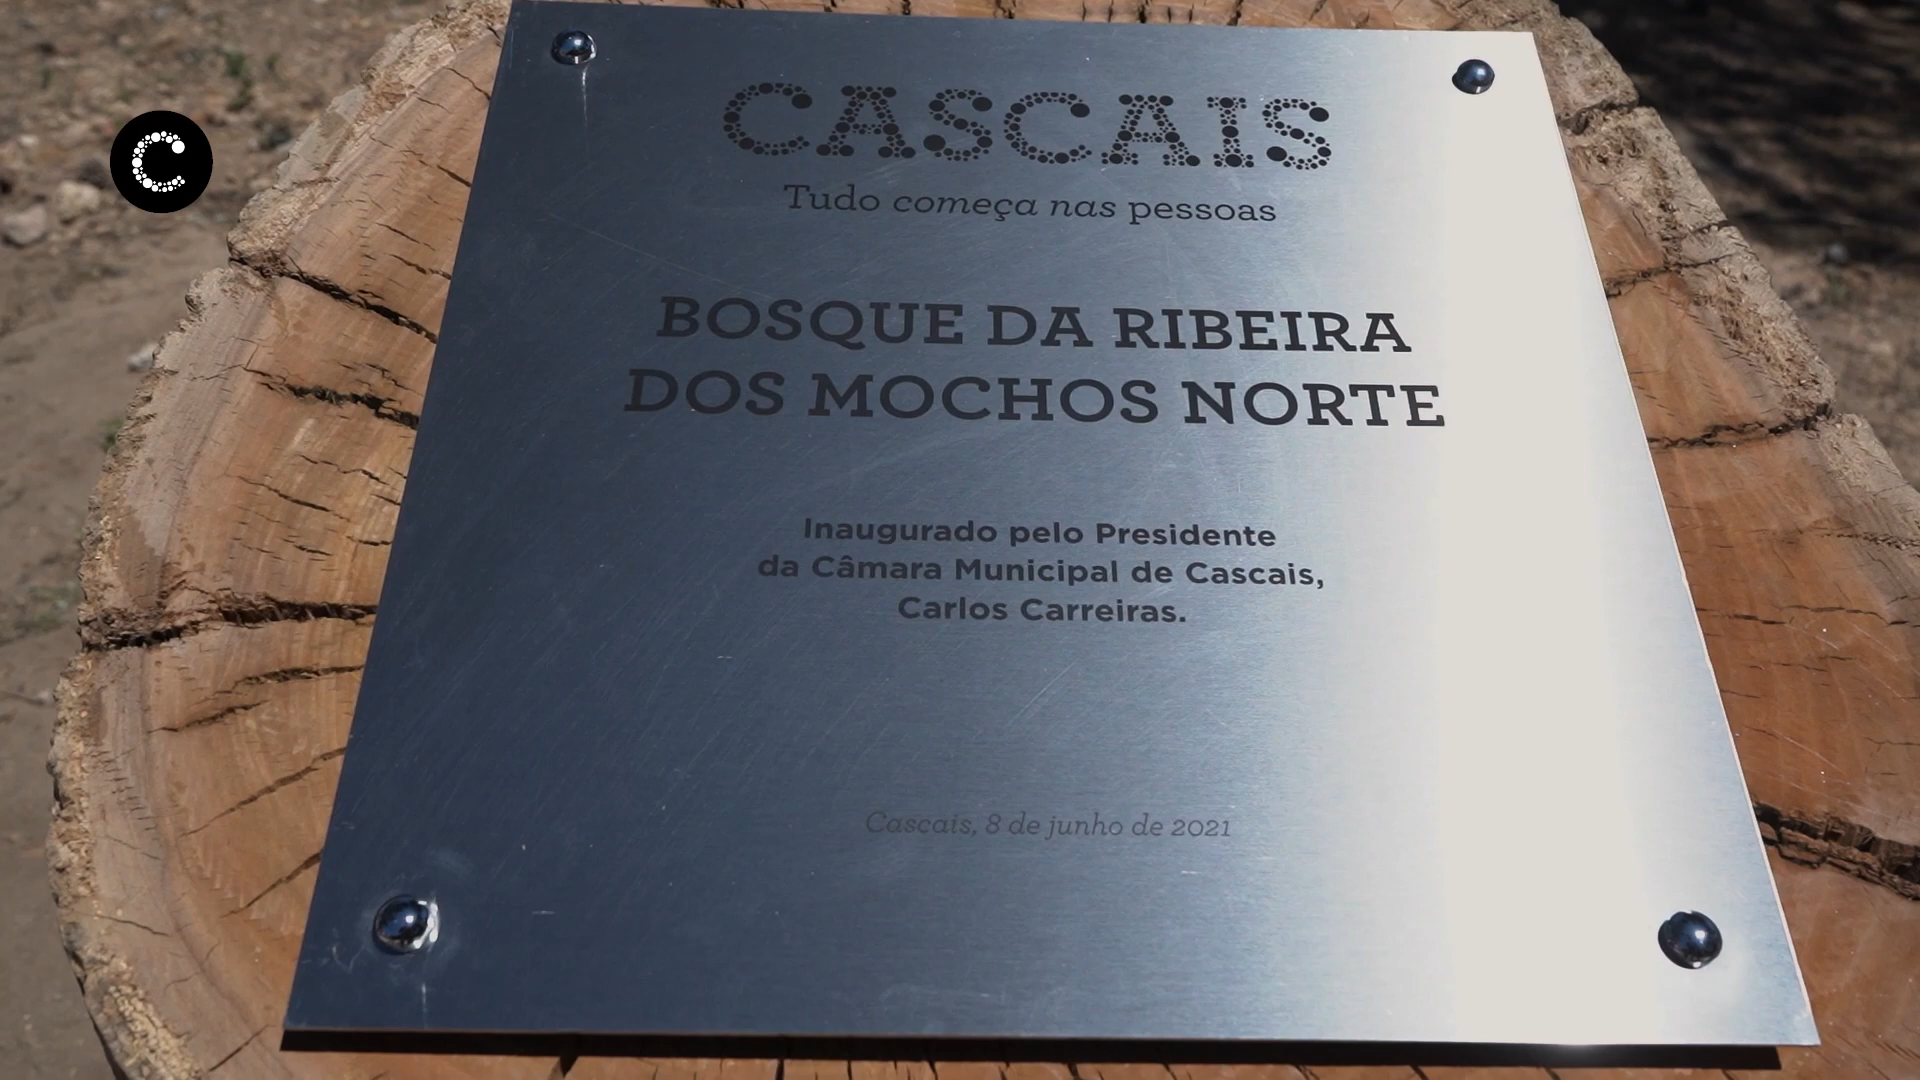 C
CASCAIS
Tudo começa nas pessoas
BOSQUE DA RIBEIRA
DOS MOCHOS NORTE
Inaugurado pelo Presidente
da Câmara Municipal de Cascais,
Carlos Carreiras.
Cascais, 8 de junho de 2021